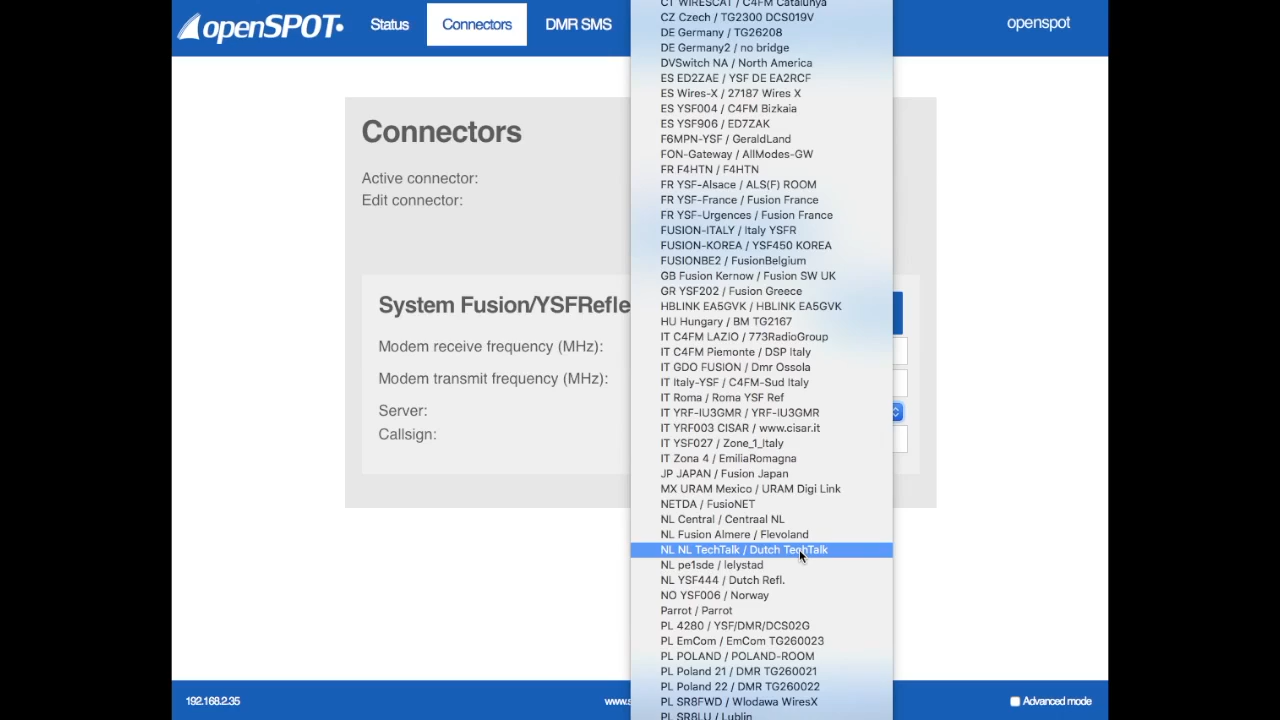 openSPOT
Status
Connectors
DMR SMS
openspot
Connectors
Active connector:
Edit connector:
System Fusion/YSFRefle
Modem receive frequency (MHz):
Modem transmit frequency (MHz):
Server:
Callsign:
CT WIRESCAT / C4FM Catalunya
CZ Czech / TG2300 DCS019V
DE Germany / TG26208
DE Germany2 / no bridge
DVSwitch NA / North America
ES ED2ZAE / YSF DE EA2RCF
ES Wires-X / 27187 Wires X
ES YSF004 / C4FM Bizkaia
ES YSF906 / ED7ZAK
F6MPN-YSF / GeraldLand
FON-Gateway / AllModes-GW
FR F4HTN / F4HTN
FR YSF-Alsace / ALS(F) ROOM
FR YSF-France / Fusion France
FR YSF-Urgences / Fusion France
FUSION-ITALY / Italy YSFR
FUSION-KOREA / YSF450 KOREA
FUSIONBE2 / FusionBelgium
GB Fusion Kernow / Fusion SW UK
GR YSF202 / Fusion Greece
HBLINK EA5GVK / HBLINK EA5GVK
HU Hungary / BM TG2167
IT C4FM LAZIO / 773RadioGroup
IT C4FM Piemonte / DSP Italy
IT GDO FUSION / Dmr Ossola
IT Italy-YSF / C4FM-Sud Italy
IT Roma / Roma YSF Ref
IT YRF-IU3GMR / YRF-IU3GMR
IT YRF003 CISAR / www.cisar.it
IT YSF027 / Zone_1_Italy
IT Zona 4 / EmiliaRomagna
JP JAPAN / Fusion Japan
MX URAM Mexico / URAM Digi Link
NETDA / FusioNET
NL Central / Centraal NL
NL Fusion Almere / Flevoland
NL NL TechTalk / Dutch TechTalk
NL pe1sde / lelystad
NL YSF444 / Dutch Refl.
NO YSF006 / Norway
Parrot / Parrot
PL 4280 / YSF/DMR/DCS02G
PL EmCom / EmCom TG260023
PL POLAND / POLAND-ROOM
PL Poland 21 / DMR TG260021
PL Poland 22 / DMR TG260022
PL SR8FWD / Wlodawa WiresX
PL SR8LU / Lublin
192.168.2.35
www.s
Advanced mode